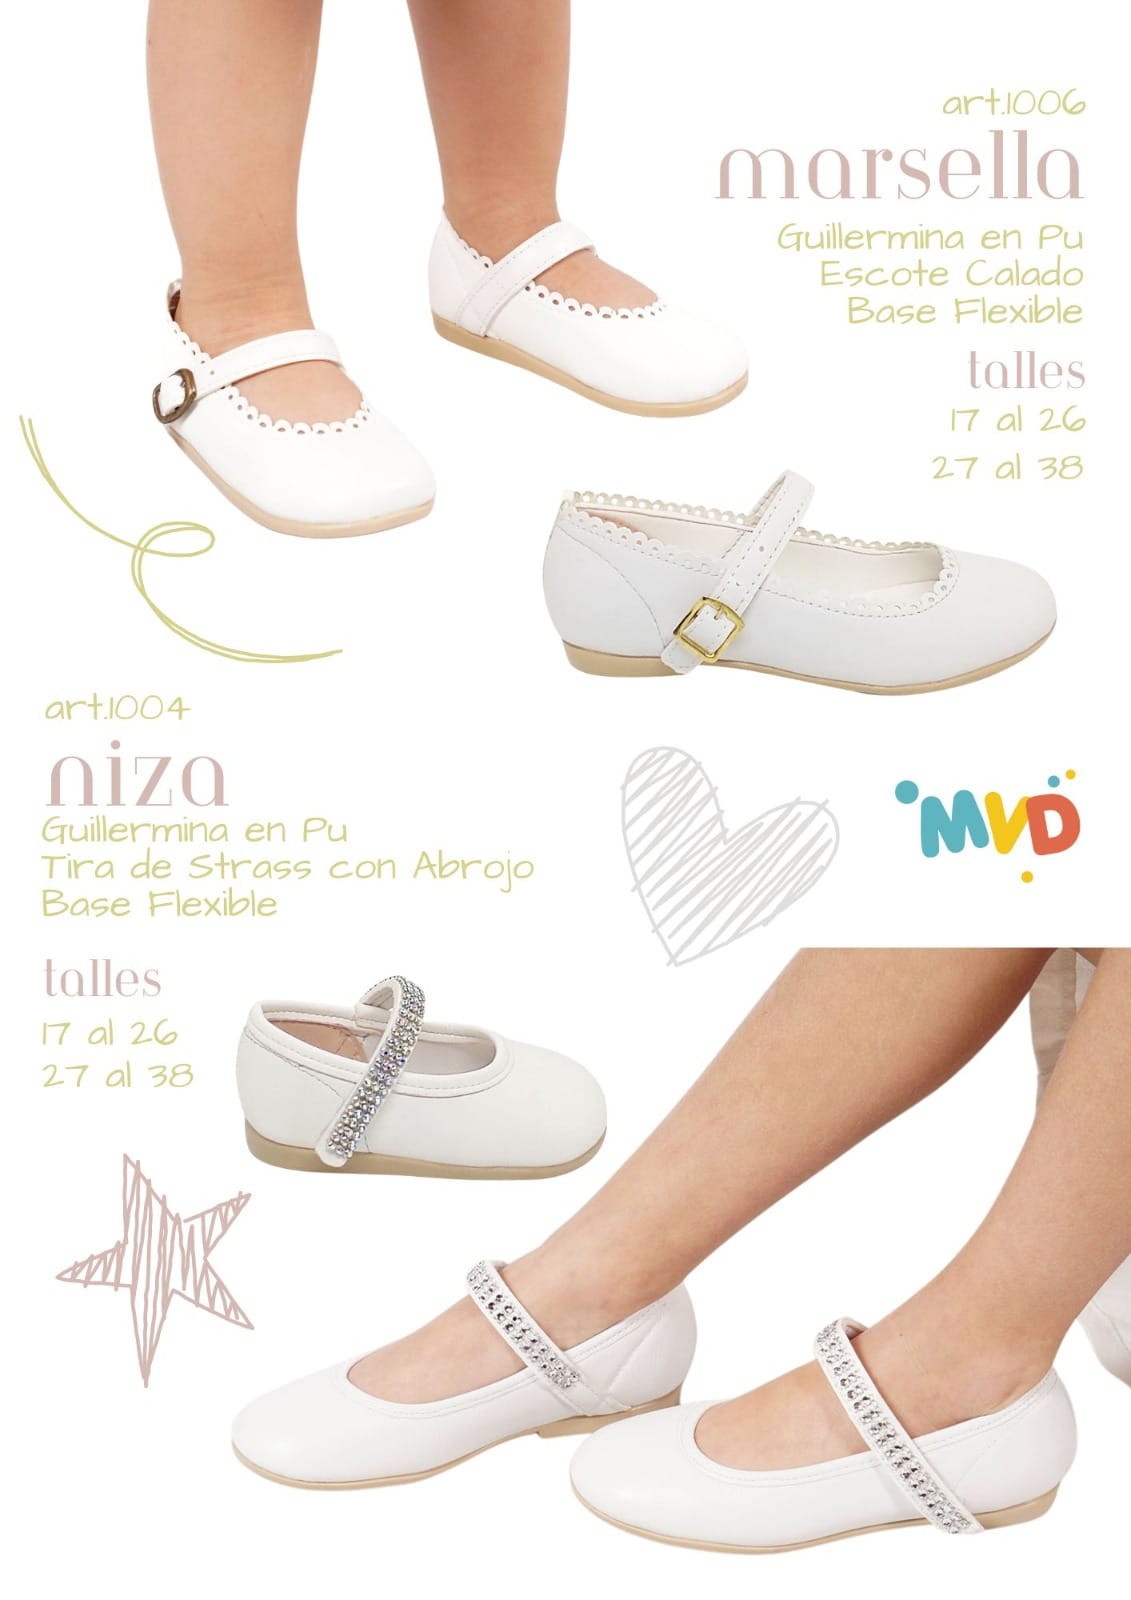 art.1006
marsella
Guillermina en Pu
Escote Calado
Base Flexible
talles
17 al 26
27 al 38
art.1004
niza
Guillermina en Pu
Tira de Strass con Abrojo
Base Flexible
talles
17 al 26
27 al 38
MVD